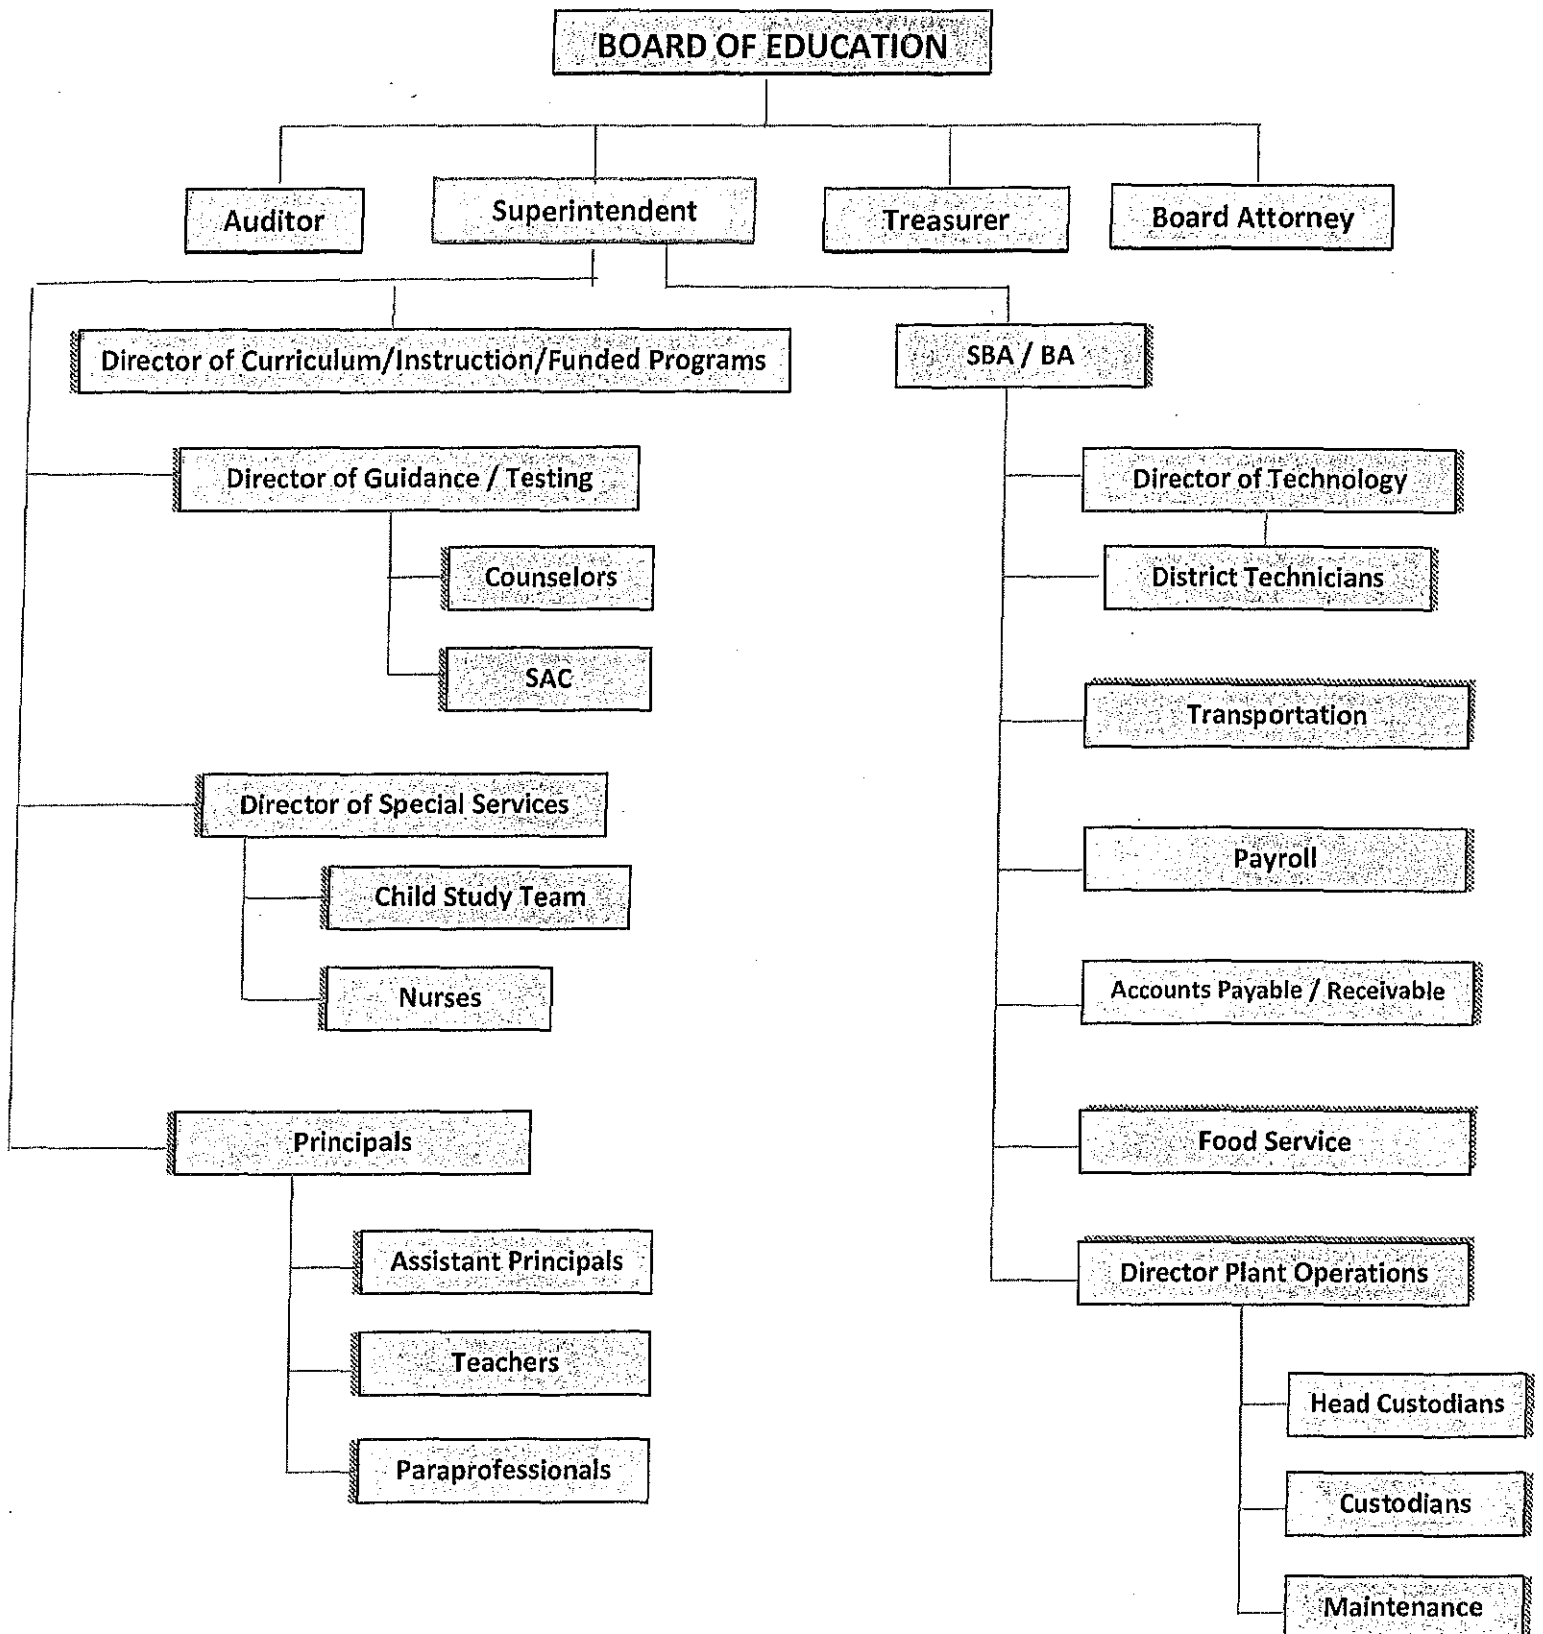 BOARD OF EDUCATION
Auditor
Superintendent
Treasurer
Board Attorney
Director of Curriculum/Instruction/Funded Programs
SBA / BA
Director of Guidance / Testing
Counselors
SAC
Director of Special Services
Child Study Team
Nurses
Principals
Assistant Principals
Teachers
Paraprofessionals
Director of Technology
District Technicians
Transportation
Payroll
Accounts Payable / Receivable
Food Service
Director Plant Operations
Head Custodians
Custodians
Maintenance